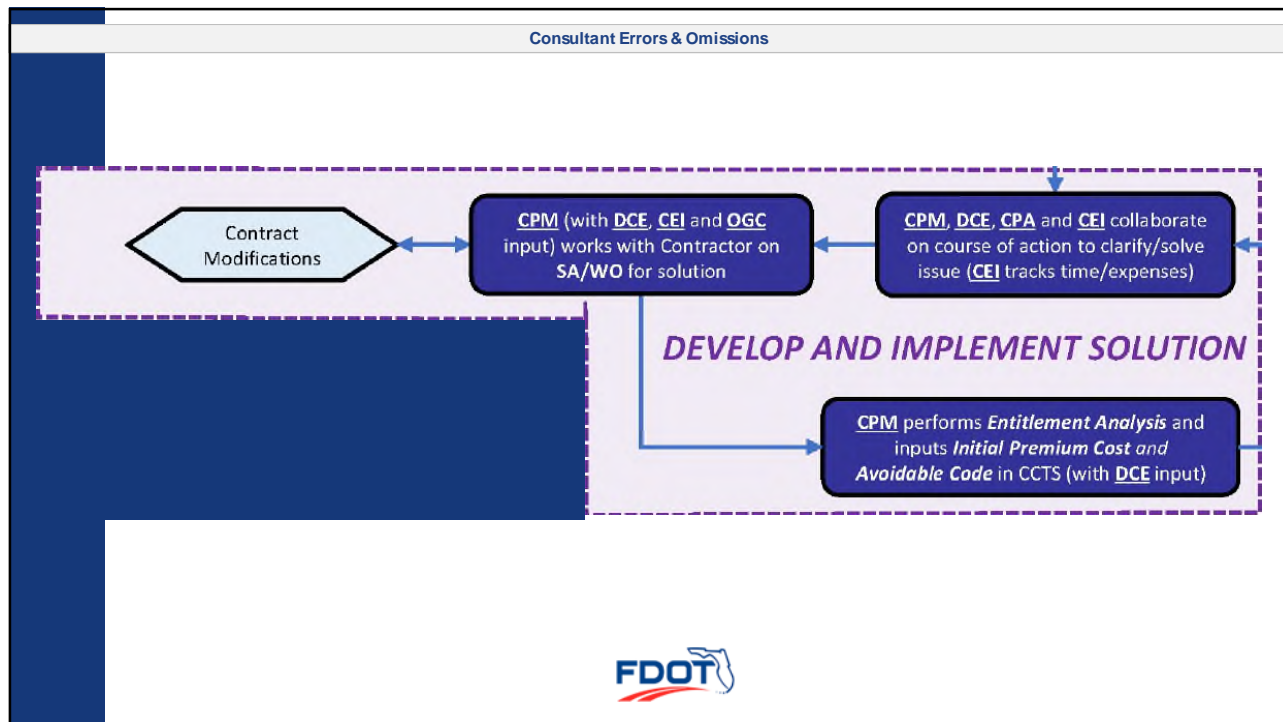 Consultant Errors & Omissions
Contract
Modifications
CPM (with DCE, CEI and OGC
input) works with Contractor on
SA/WO for solution
CPM, DCE, CPA and CEI collaborate
on course of action to clarify/solve
issue (CEI tracks time/expenses)
DEVELOP AND IMPLEMENT SOLUTION
CPM performs Entitlement Analysis and
inputs Initial Premium Cost and
Avoidable Code in CCTS (with DCE input)
FDOT